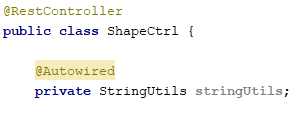 @RestController
public class ShapeCtrl {
@Autowired
private StringUtils stringUtils;